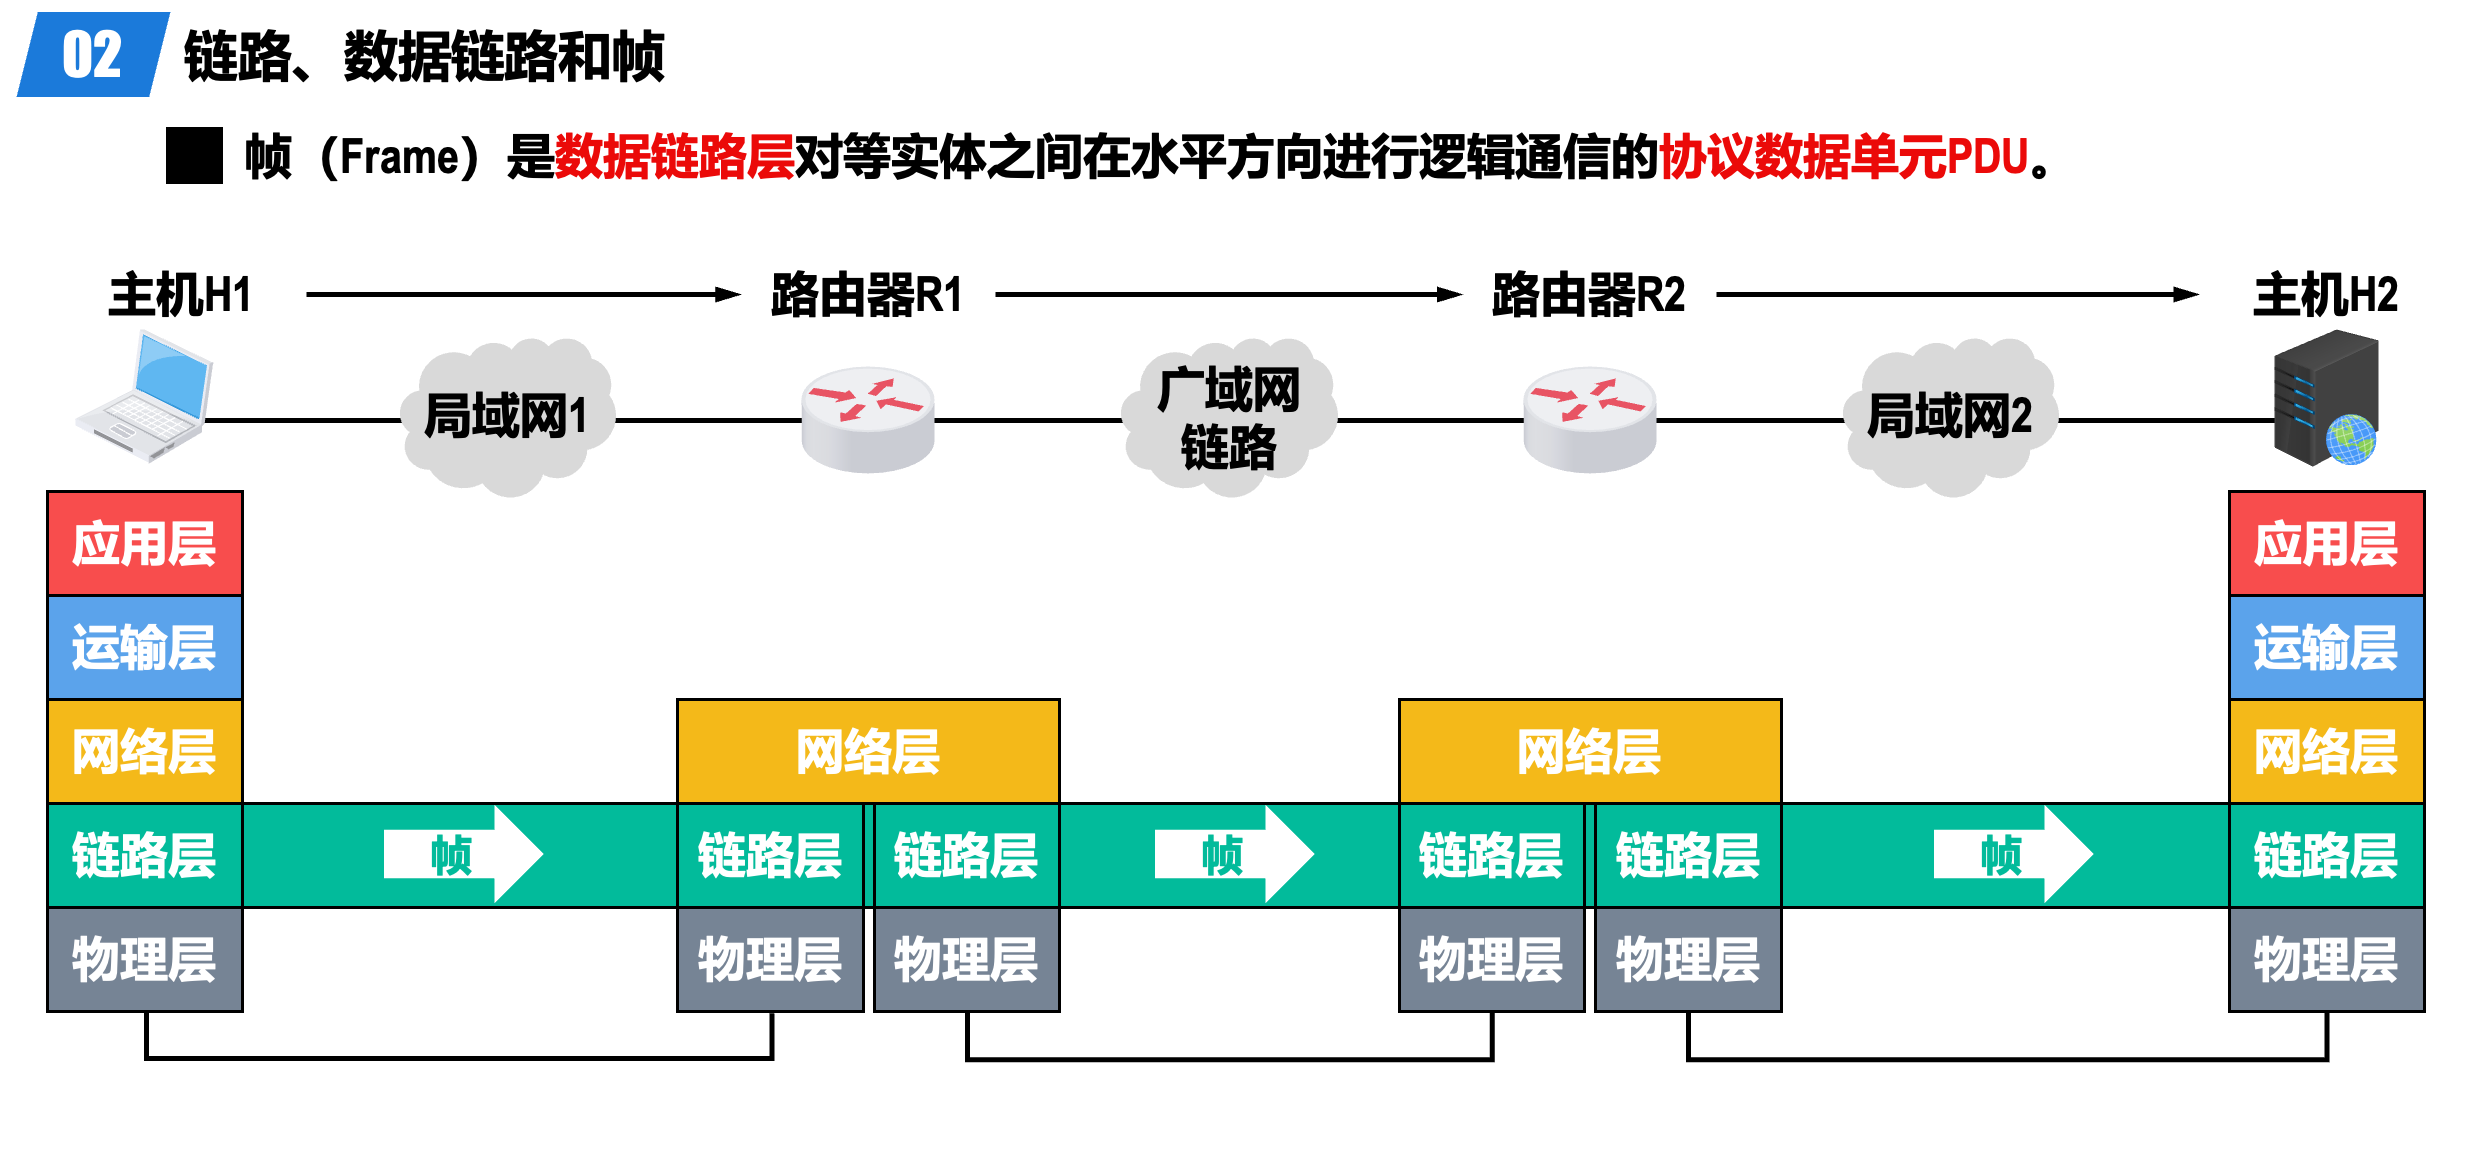 02 链路、数据链路和帧
帧（Frame）是数据链路层对等实体之间在水平方向进行逻辑通信的协议数据单元PDU。
主机H1 路由器R1 路由器R2 主机H2
局域网1 广域网 局域网2
链路
应用层 应用层
运输层 运输层
网络层 网络层 网络层 网络层
链路层 帧 链路层 链路层 帧 链路层 链路层 帧 链路层
物理层 物理层 物理层 物理层 物理层 物理层